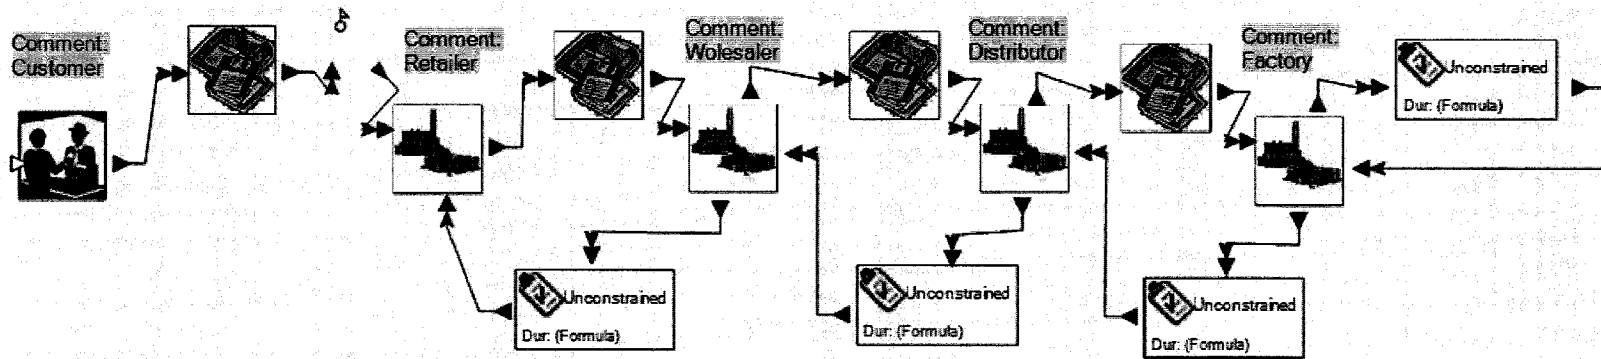 Comment:
Customer
Comment:
Retailer
Comment:
Wolesaler
Comment:
Distributor
Comment:
Factory
Unconstrained
Dur: (Formula)
Unconstrained
Dur: (Formula)
Unconstrained
Dur: (Formula)
Unconstrained
Dur: (Formula)